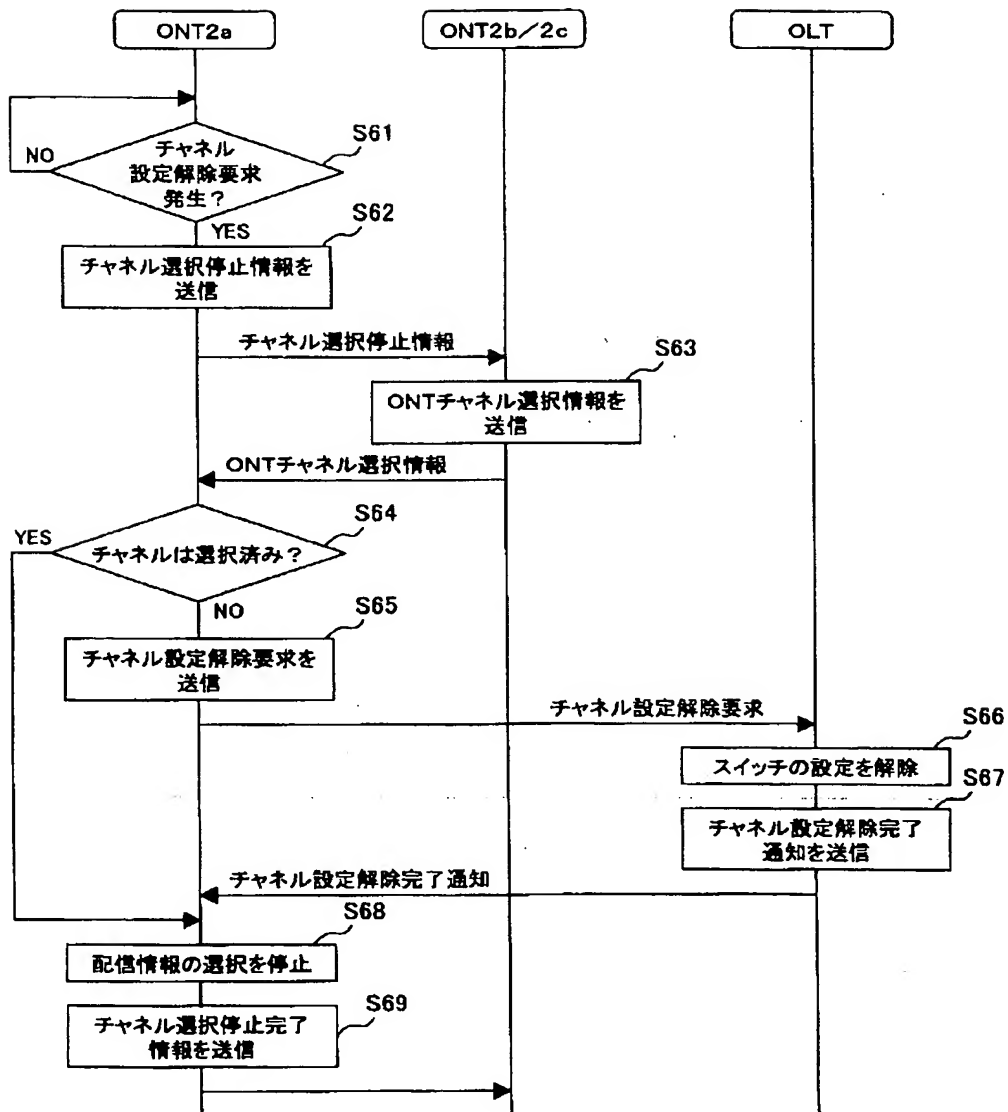 ONT2a
ONT2b/2c
OLT
S61
NO
チャネル
設定解除要求
発生?
YES
S62
チャネル選択停止情報を
送信
チャネル選択停止情報
S63
ONTチャネル選択情報を
送信
ONTチャネル選択情報
S64
YES
チャネルは選択済み?
NO
S65
チャネル設定解除要求を
送信
チャネル設定解除要求
S66
スイッチの設定を解除
S67
チャネル設定解除完了
通知を送信
チャネル設定解除完了通知
S68
配信情報の選択を停止
S69
チャネル選択停止完了
情報を送信